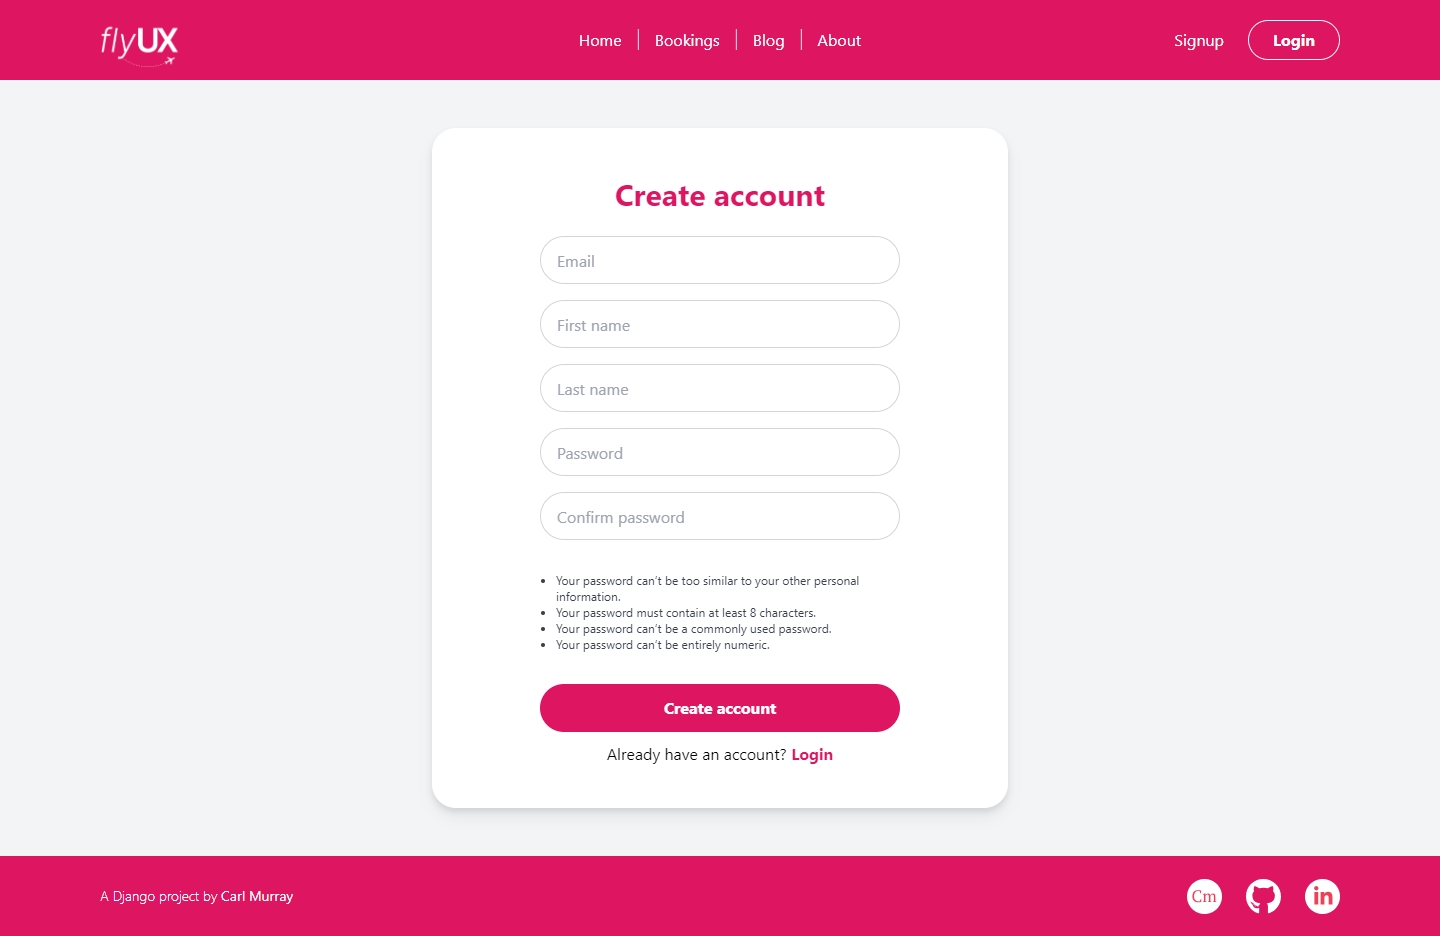 flyUX
Home
Bookings
Blog
About
Signup
Login
Create account
Email
First name
Last name
Password
Confirm password
Your password can't be too similar to your other personal
information.
Your password must contain at least 8 characters.
Your password can't be a commonly used password.
Your password can't be entirely numeric.
Create account
Already have an account? Login
A Django project by Carl Murray
Cm
in